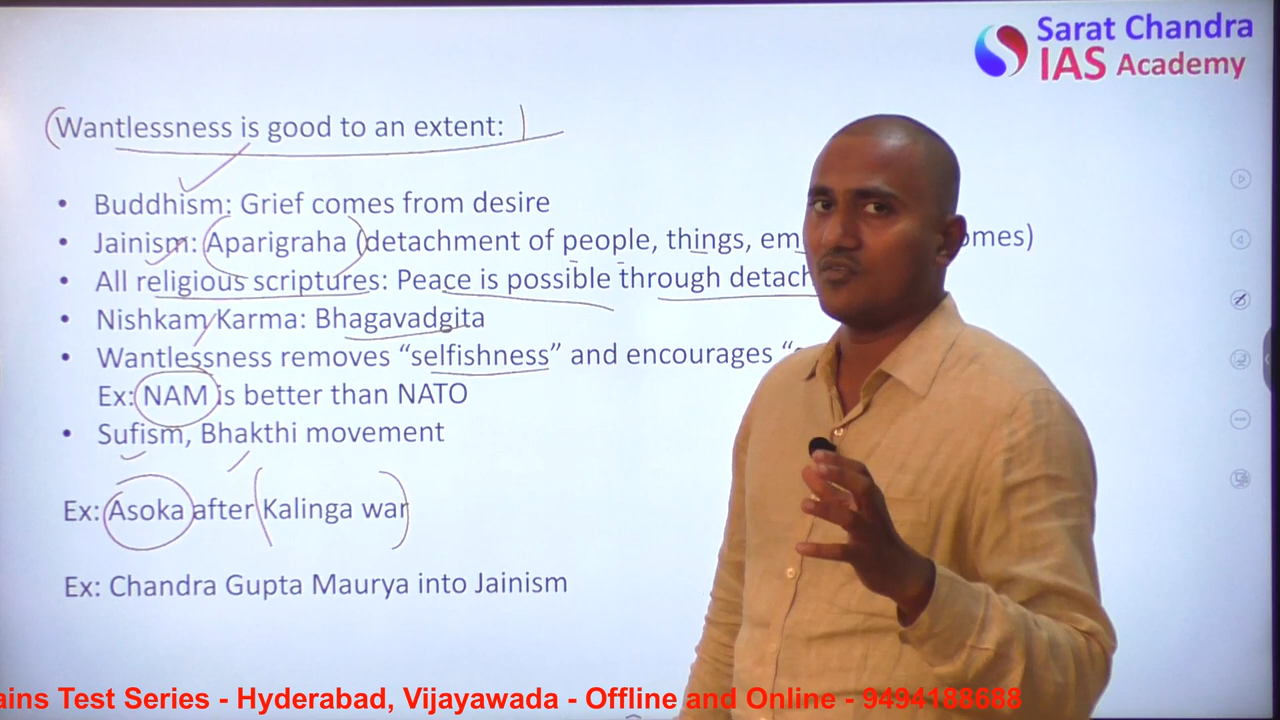 Sarat Chandra
IAS Academy
Wantlessness is good to an extent:
• Buddhism: Grief comes from desire
• Jainism: Aparigraha (detachment of people, things, em omes)
• All religious scriptures: Peace is possible through detach
• Nishkam Karma: Bhagavadgita
• Wantlessness removes “selfishness” and encourages “
Ex: NAM is better than NATO
• Sufism, Bhakthi movement
Ex: Asoka after Kalinga war
Ex: Chandra Gupta Maurya into Jainism
ains Test Series - Hyderabad, Vijayawada - Offline and Online - 9494188688